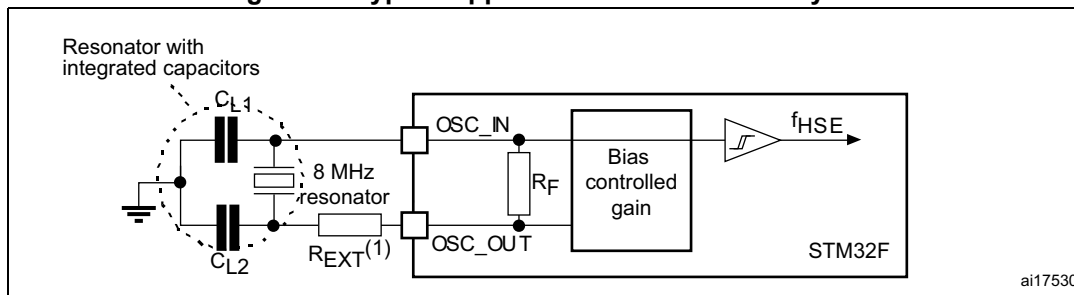 Resonator with
integrated capacitors
CL1
OSC_IN
fHSE
8 MHz
resonator
RF
Bias
controlled
gain
REXT(1)
OSC_OUT
STM32F
CL2
ai17530